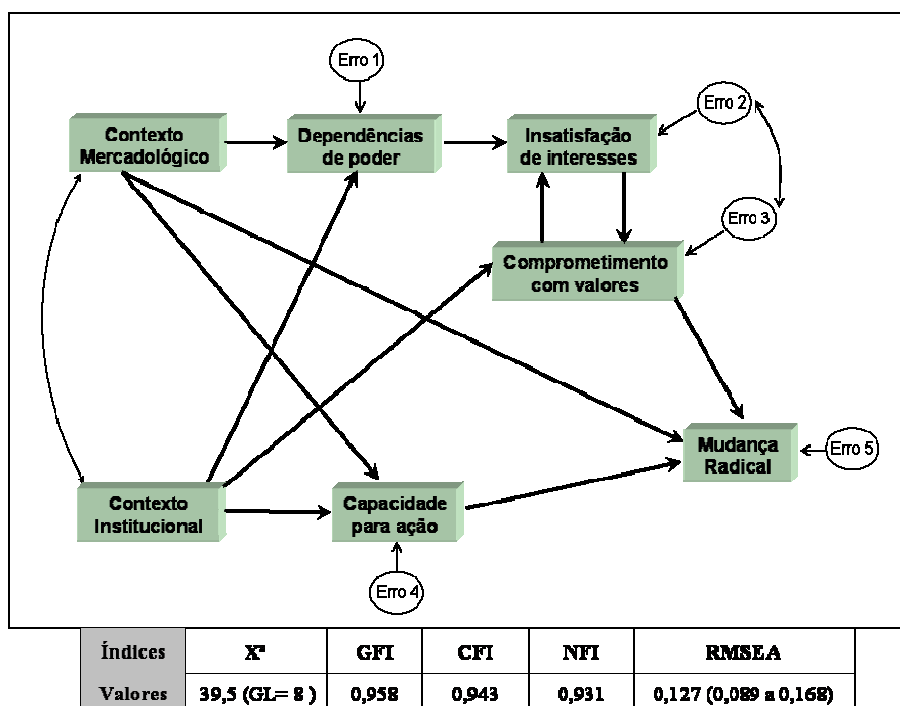 Erro 1
Erro 2
Contexto
Mercadológico
Dependências
de poder
Insatisfação
de interesses
Erro 3
Comprometimento
com valores
Mudança
Radical
Erro 5
Contexto
Institucional
Capacidade
para ação
Erro 4
Índices X² GFI CFI NFI RMSEA
Valores 39,5 (GL= 8 ) 0,958 0,943 0,931 0,127 (0,089 a 0,168)